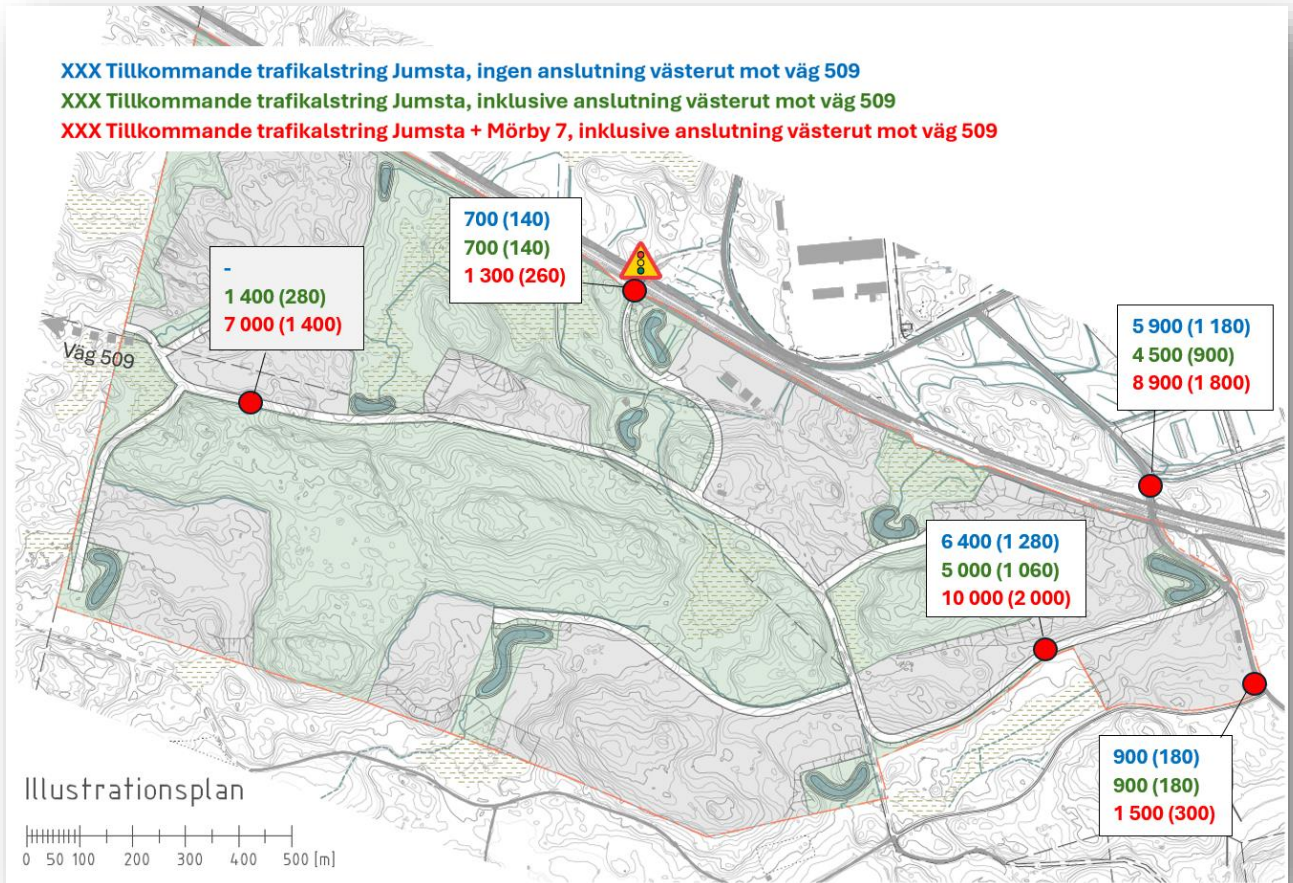 XXX Tillkommande trafikalstring Jumsta, ingen anslutning västerut mot väg 509
XXX Tillkommande trafikalstring Jumsta, inklusive anslutning västerut mot väg 509
XXX Tillkommande trafikalstring Jumsta + Mörby 7, inklusive anslutning västerut mot väg 509
700 (140)
700 (140)
1 300 (260)
-
1 400 (280)
7 000 (1 400)
Väg 509
5 900 (1 180)
4 500 (900)
8 900 (1 800)
6 400 (1 280)
5 000 (1 060)
10 000 (2 000)
900 (180)
900 (180)
1 500 (300)
Illustrationsplan
0 50 100 200 300 400 500 [m]